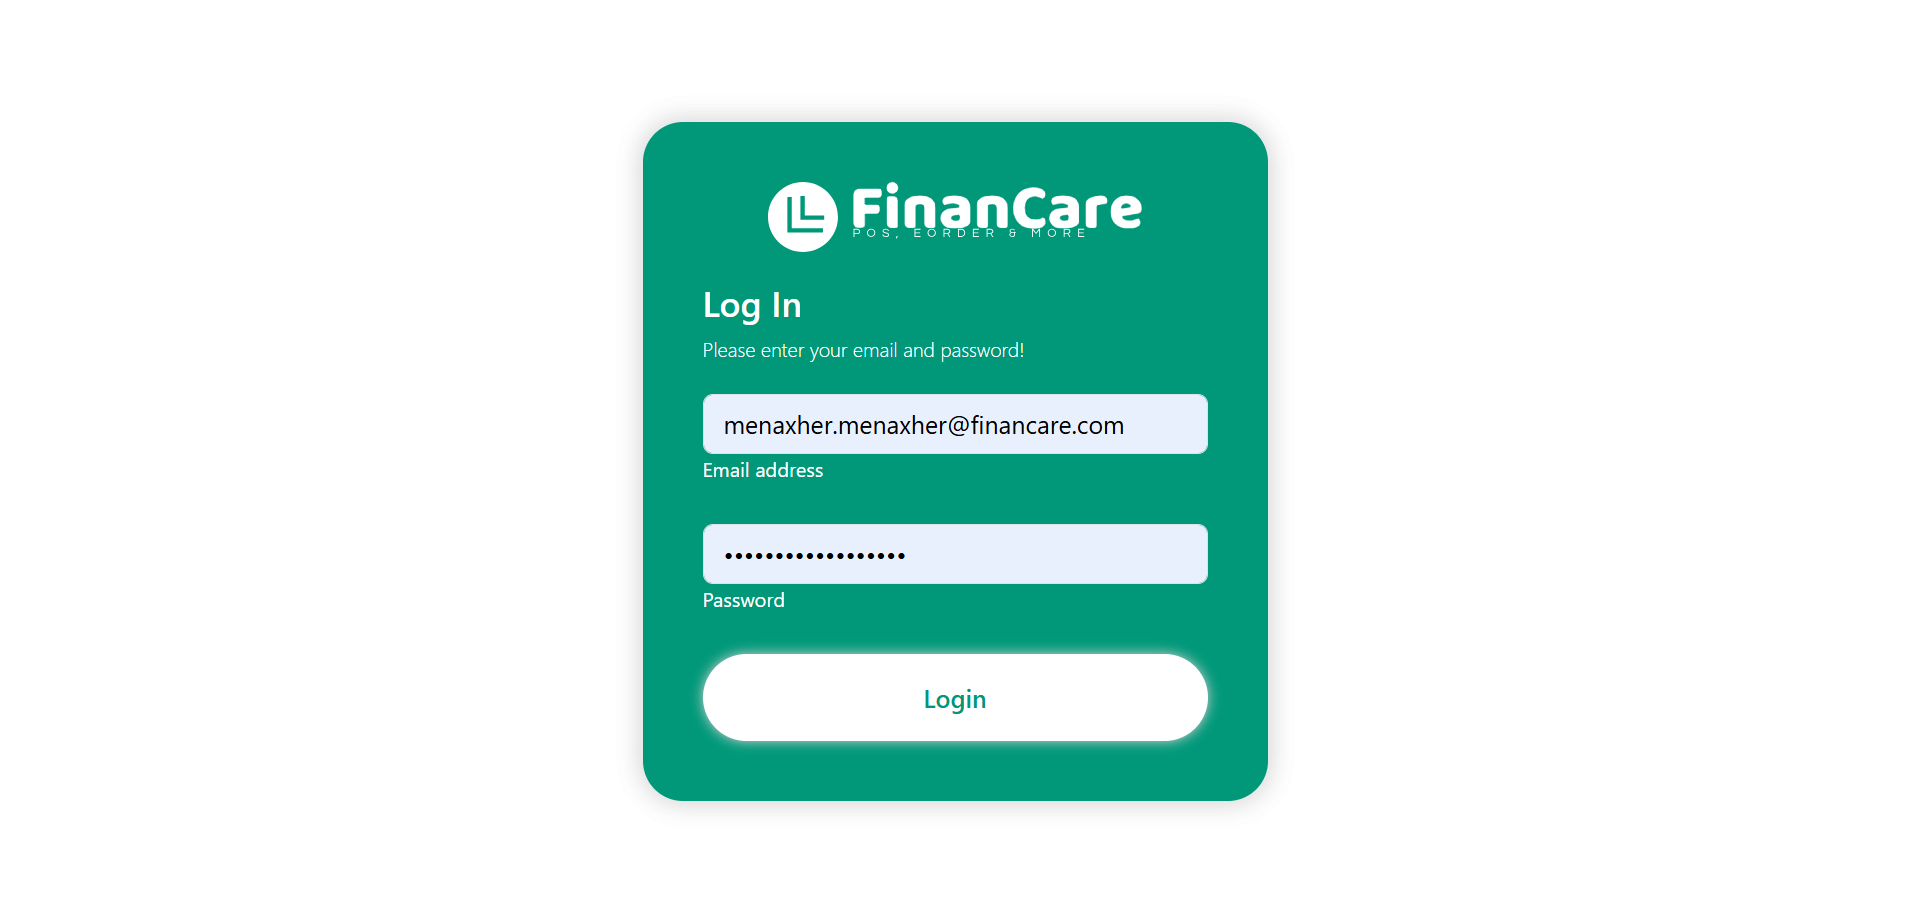 FinanCare
POS, EORDER & MORE
Log In
Please enter your email and password!
menaxher.menaxher@financare.com
Email address
••••••••••••••••••
Password
Login